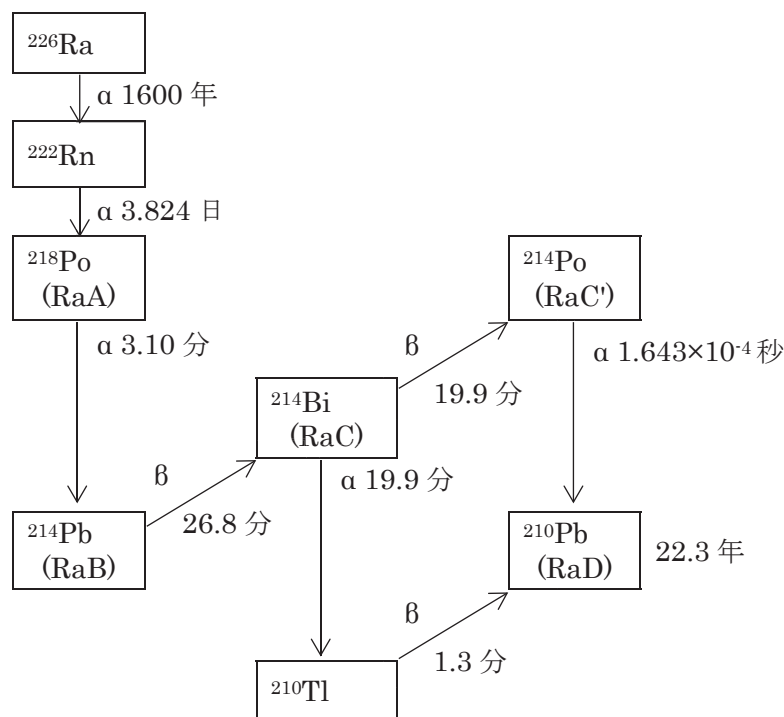 ²²⁶Ra
α 1600 年
²²²Rn
α 3.824 日
²¹⁸Po
(RaA)
²¹⁴Po
(RaC')
α 3.10 分
β
α 1.643×10⁻⁴ 秒
²¹⁴Bi
(RaC)
19.9 分
β
α 19.9 分
²¹⁴Pb
(RaB)
26.8 分
²¹⁰Pb
(RaD)
22.3 年
β
1.3 分
²¹⁰Tl